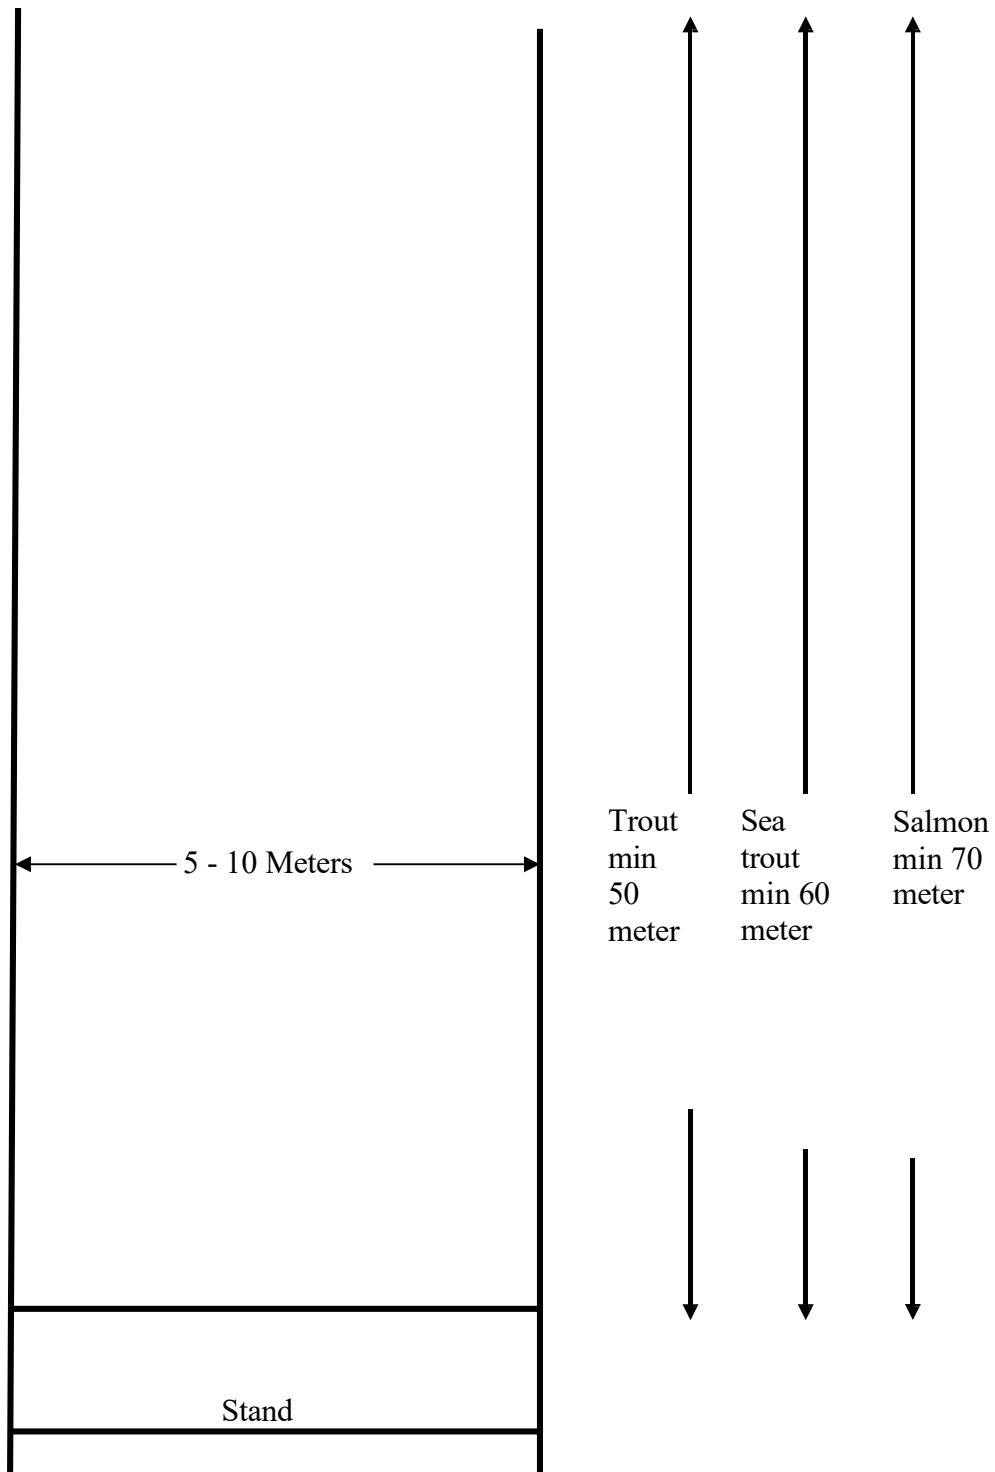 5 - 10 Meters
Trout
min
50
meter
Sea
trout
min 60
meter
Salmon
min 70
meter
Stand